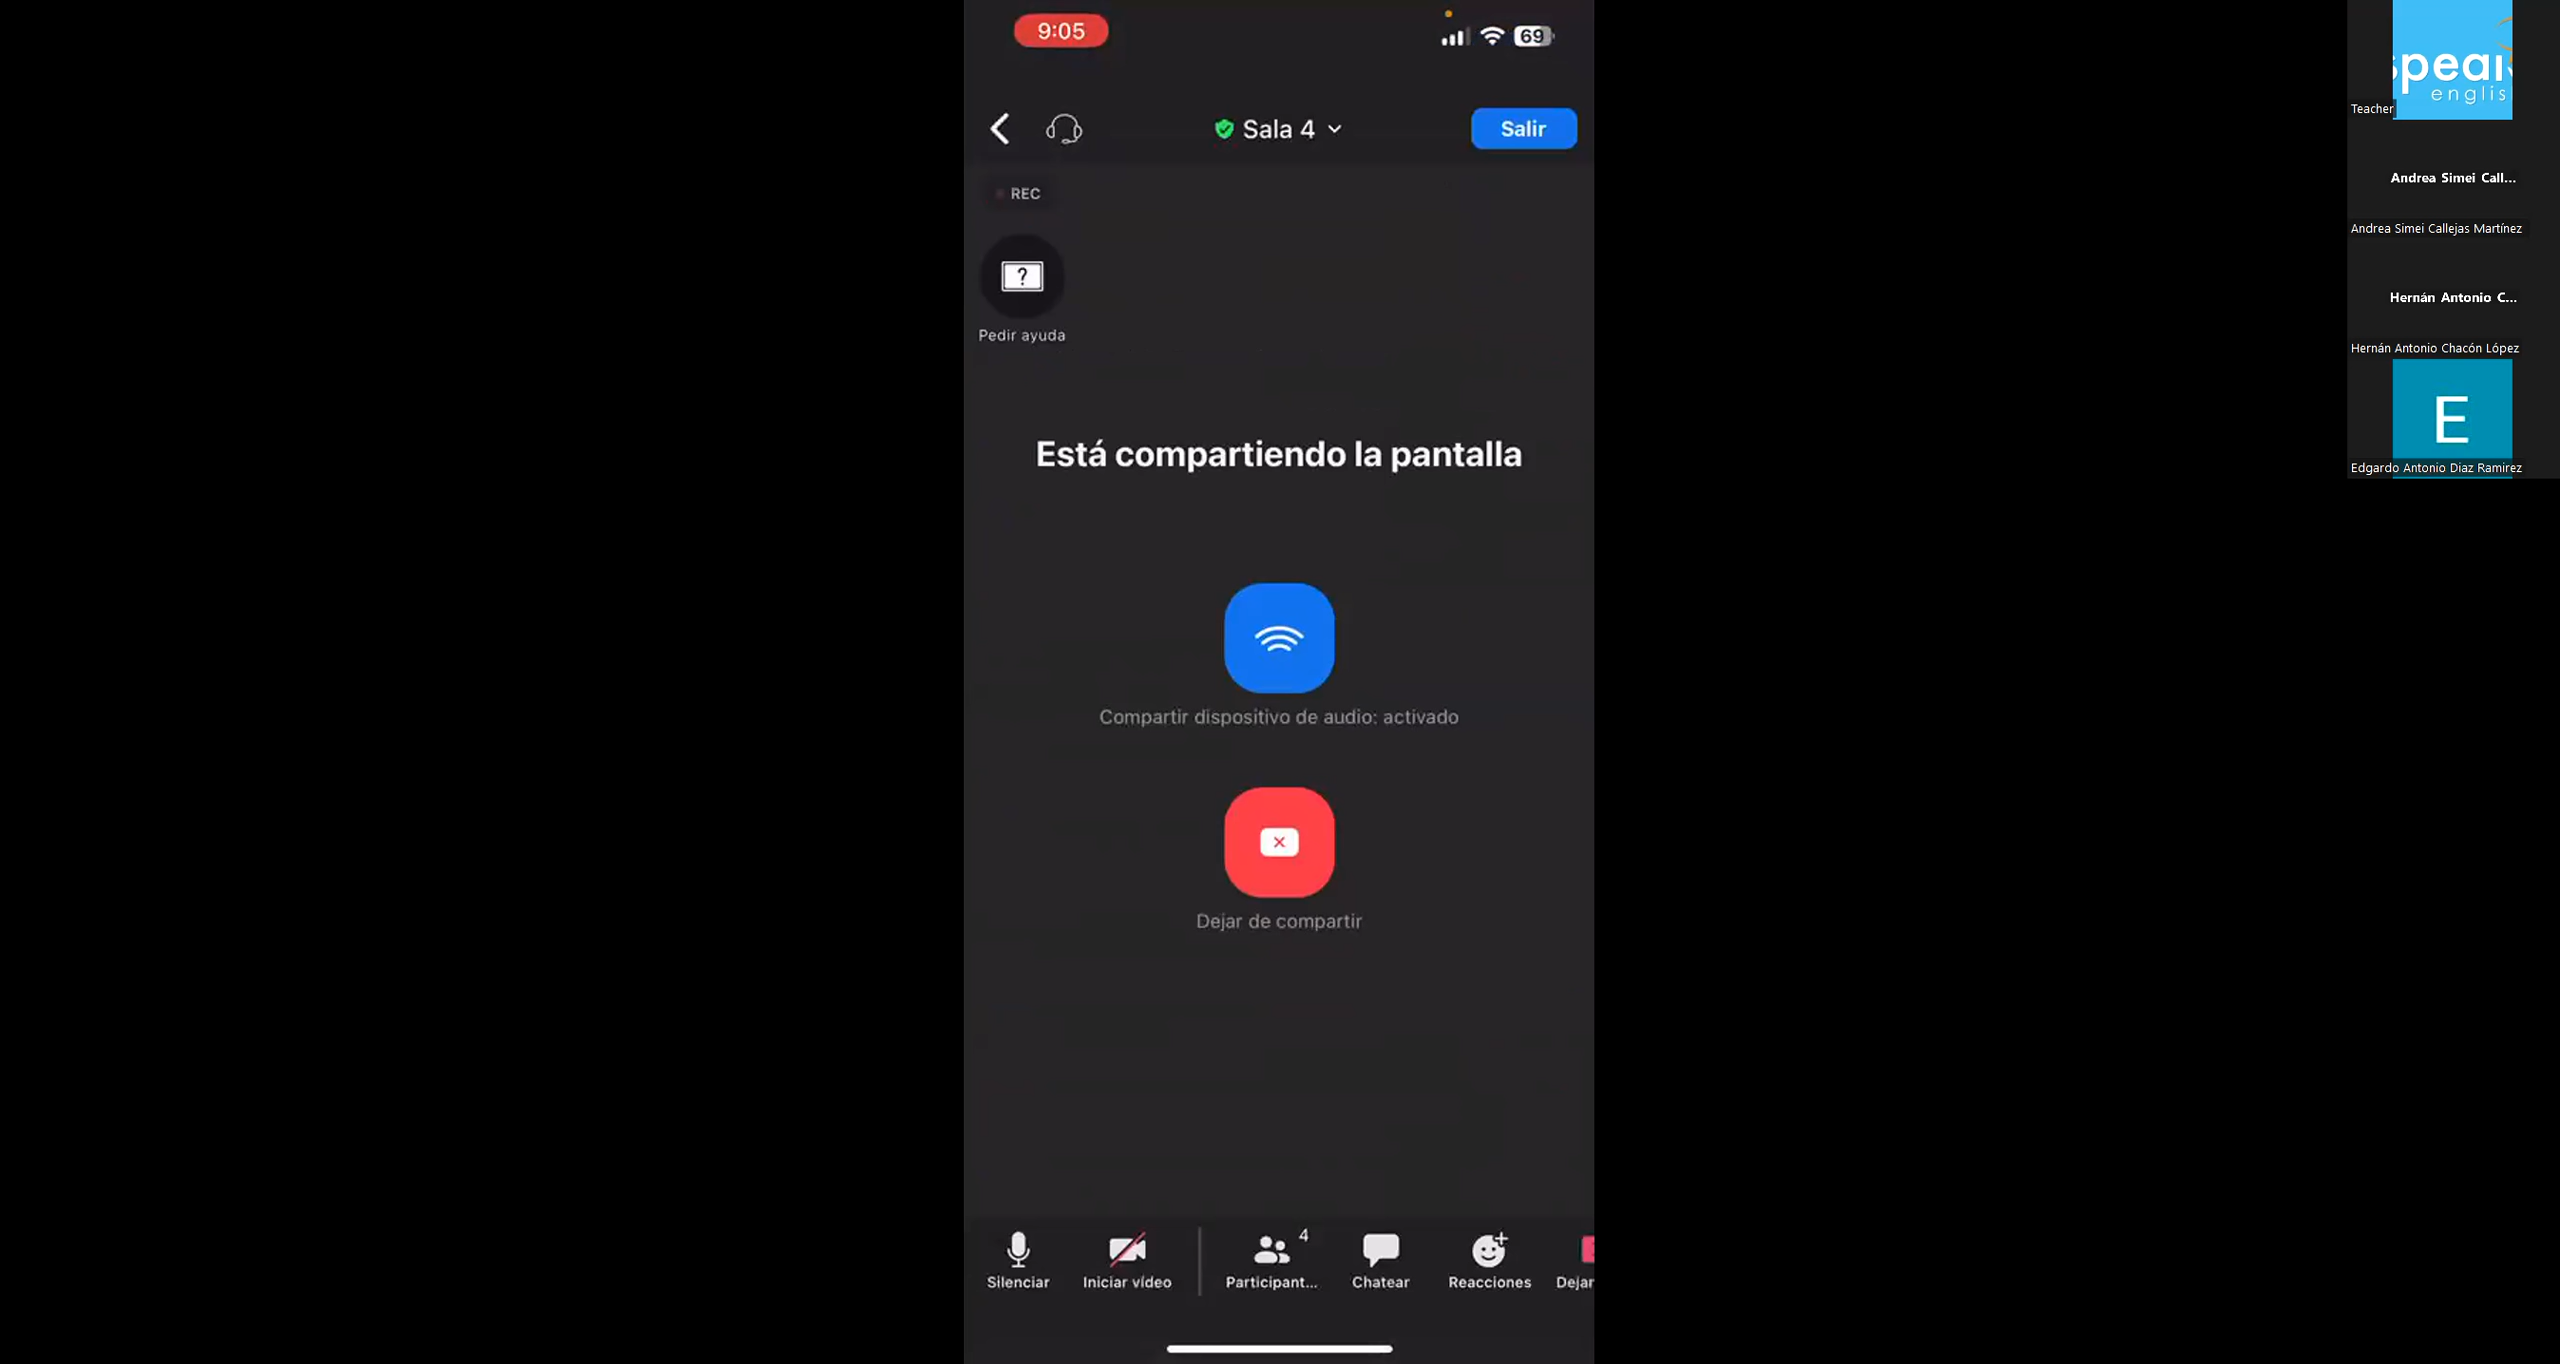 9:05
69
Sala 4
Salir
REC
?
Pedir ayuda
Está compartiendo la pantalla
Compartir dispositivo de audio: activado
Dejar de compartir
4
Silenciar
Iniciar vídeo
Participant...
Chatear
Reacciones
Dejar
englis
Teacher
Andrea Simei Call...
Andrea Simei Callejas Martínez
Hernán Antonio C...
Hernán Antonio Chacón López
E
Edgardo Antonio Diaz Ramirez